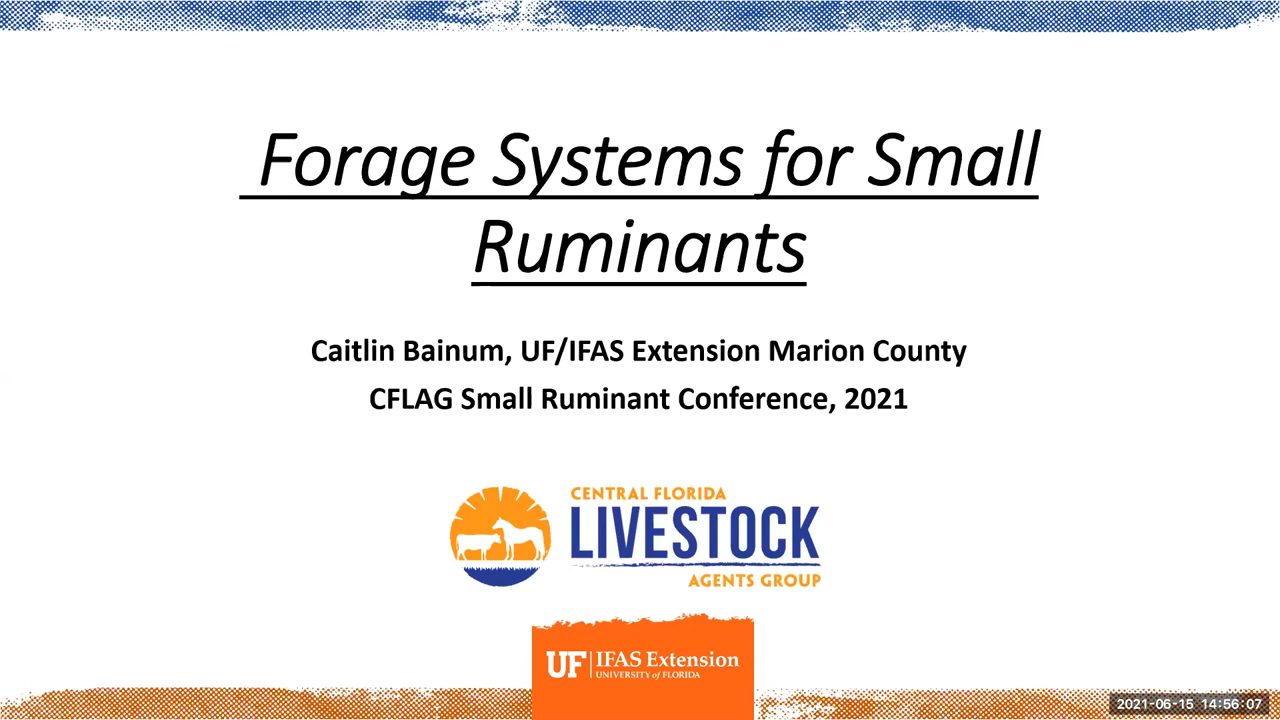 Forage Systems for Small
Ruminants
Caitlin Bainum, UF/IFAS Extension Marion County
CFLAG Small Ruminant Conference, 2021
CENTRAL FLORIDA
LIVESTOCK
AGENTS GROUP
UF IFAS Extension
UNIVERSITY of FLORIDA
2021-06-15 14:56:07